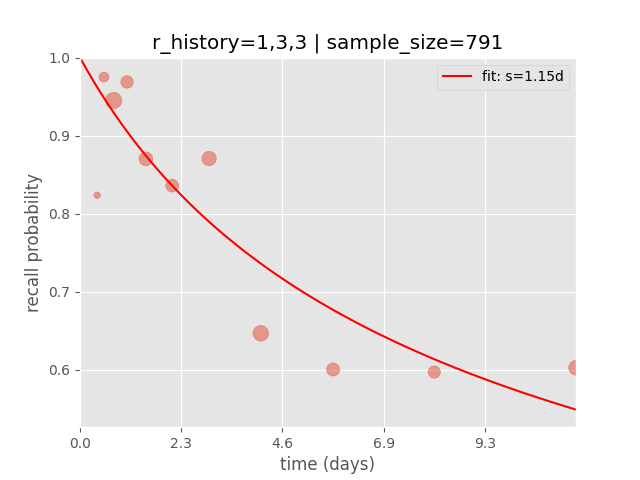 r_history=1,3,3 | sample_size=791
fit: s=1.15d
recall probability
1.0
0.9
0.8
0.7
0.6
0.0 2.3 4.6 6.9 9.3
time (days)